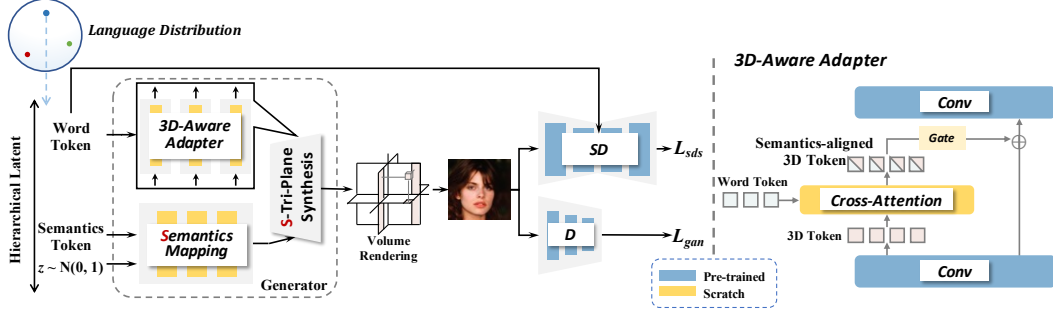 Language Distribution
Hierarchical Latent
Word
Token
3D-Aware
Adapter
Semantics
Token
z ~ N(0, 1)
Semantics
Mapping
S-Tri-Plane
Synthesis
Generator
Volume
Rendering
SD
D
L_sds
L_gan
Pre-trained
Scratch
3D-Aware Adapter
Conv
Semantics-aligned
3D Token
Gate
Word Token
Cross-Attention
3D Token
Conv